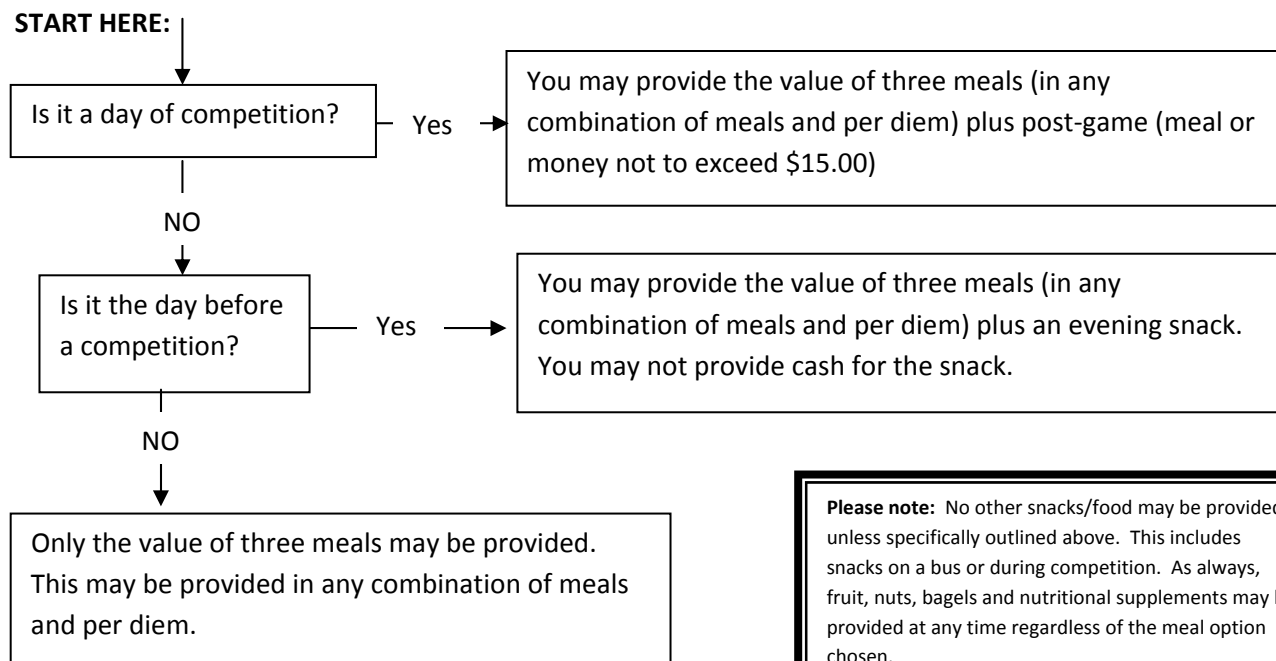 START HERE:
Is it a day of competition?
Yes
You may provide the value of three meals (in any
combination of meals and per diem) plus post-game (meal or
money not to exceed $15.00)
NO
Is it the day before
a competition?
Yes
You may provide the value of three meals (in any
combination of meals and per diem) plus an evening snack.
You may not provide cash for the snack.
NO
Only the value of three meals may be provided.
This may be provided in any combination of meals
and per diem.
Please note: No other snacks/food may be provided
unless specifically outlined above. This includes
snacks on a bus or during competition. As always,
fruit, nuts, bagels and nutritional supplements may
provided at any time regardless of the meal option
chosen.